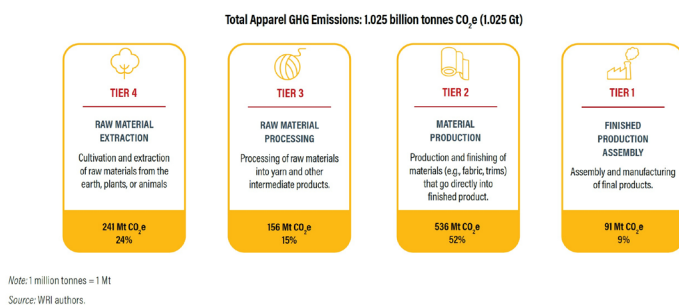 Total Apparel GHG Emissions: 1.025 billion tonnes CO2e (1.025 Gt)
TIER 4
RAW MATERIAL
EXTRACTION
Cultivation and extraction
of raw materials from the
earth, plants, or animals
241 Mt CO2e
24%
TIER 3
RAW MATERIAL
PROCESSING
Processing of raw materials
into yarn and other
intermediate products.
156 Mt CO2e
15%
TIER 2
MATERIAL
PRODUCTION
Production and finishing of
materials (e.g., fabric, trims)
that go directly into
finished product.
536 Mt CO2e
52%
TIER 1
FINISHED
PRODUCTION
ASSEMBLY
Assembly and manufacturing
of final products.
91 Mt CO2e
9%
Note: 1 million tonnes = 1 Mt
Source: WRI authors.